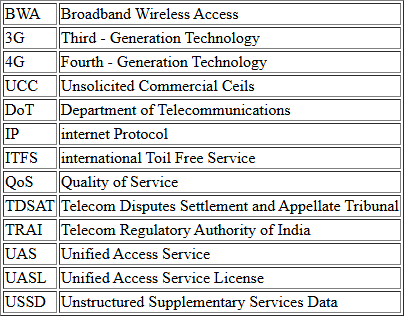 BWA Broadband Wireless Access
3G Third - Generation Technology
4G Fourth - Generation Technology
UCC Unsolicited Commercial Ceils
DoT Department of Telecommunications
IP internet Protocol
ITFS international Toil Free Service
QoS Quality of Service
TDSAT Telecom Disputes Settlement and Appellate Tribunal
TRAI Telecom Regulatory Authority of India
UAS Unified Access Service
UASL Unified Access Service License
USSD Unstructured Supplementary Services Data